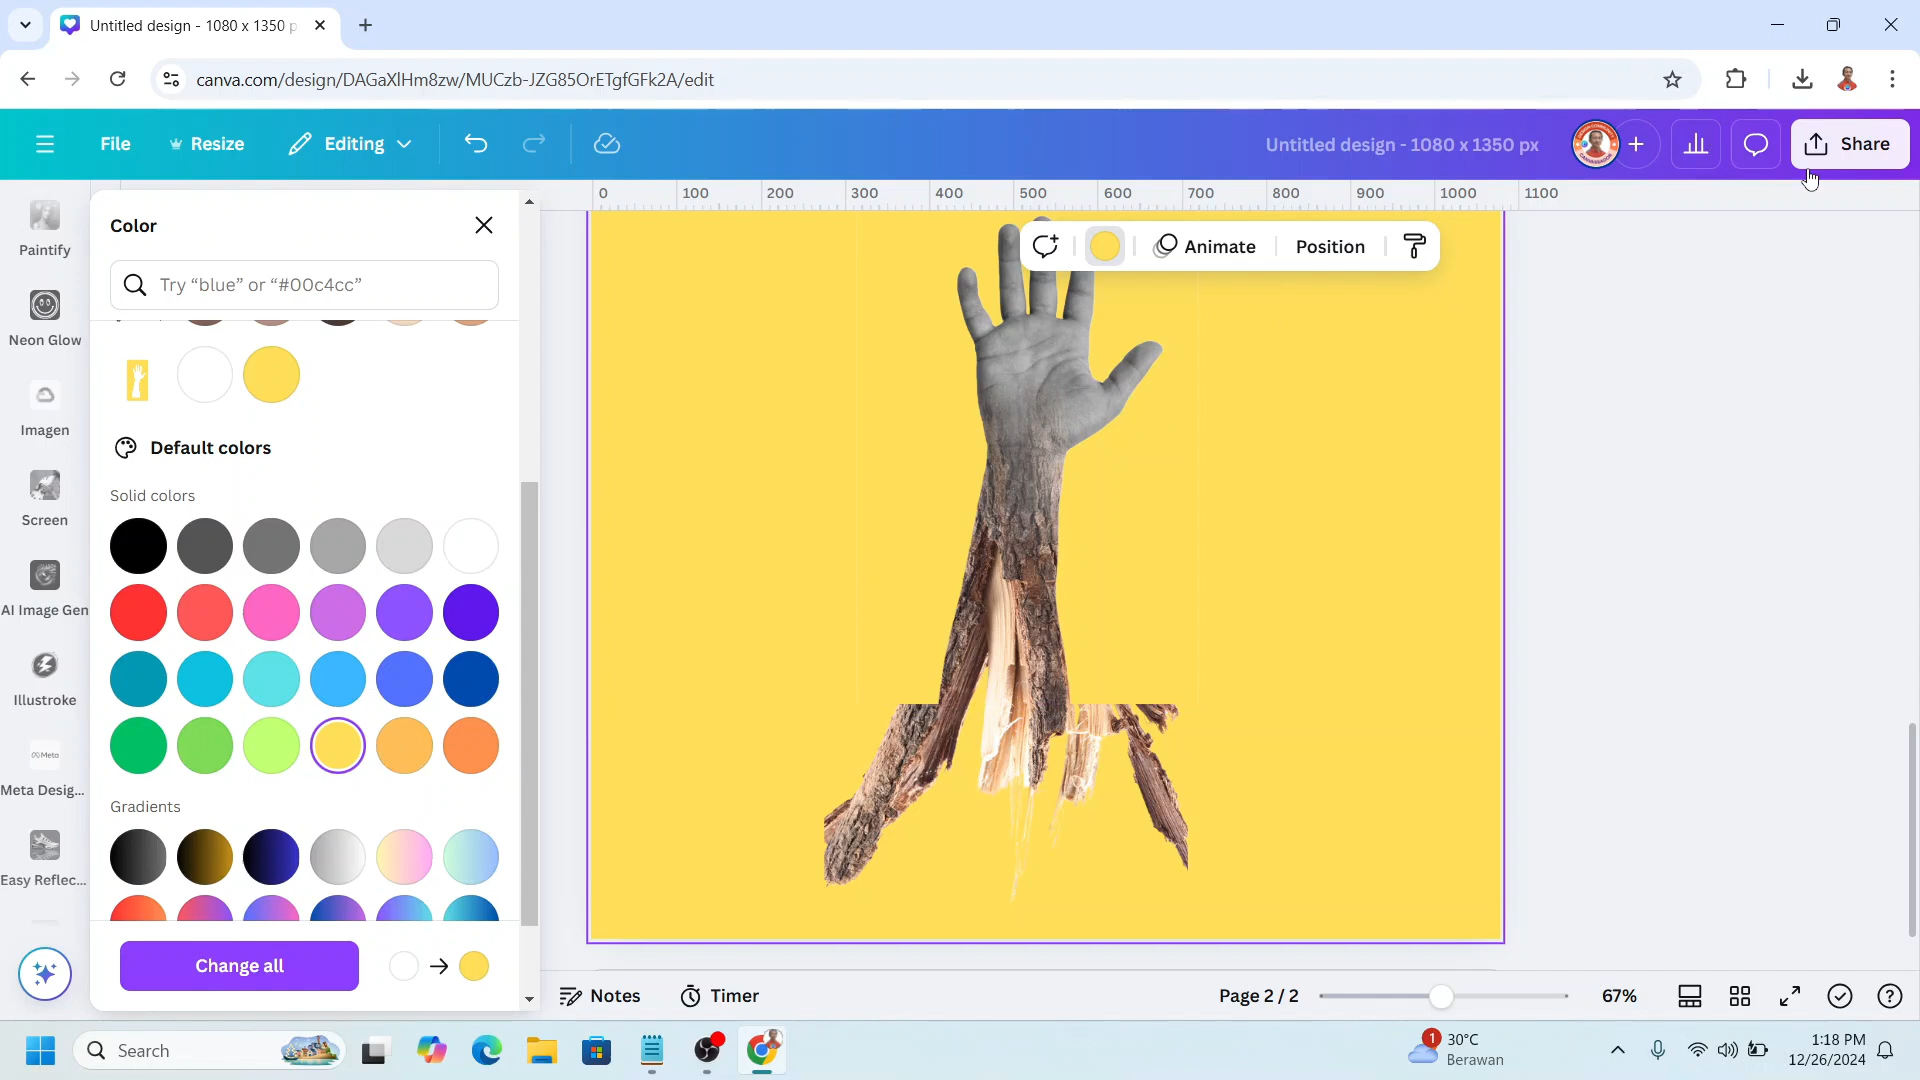 Untitled design - 1080 x 1350 p
canva.com/design/DAGaXlHm8zw/MUCzb-JZG85OrETgfGFk2A/edit
File
Resize
Editing
Untitled design - 1080 x 1350 px
Share
0 100 200 300 400 500 600 700 800 900 1000 1100
Paintify
Neon Glow
Imagen
Screen
AI Image Gen
Illustroke
Meta
Meta Desig...
Easy Reflec...
Color
Try “blue” or “#00c4cc”
Default colors
Solid colors
Gradients
Change all
Animate
Position
Notes
Timer
Page 2 / 2
67%
Search
1
30°C
Berawan
1:18 PM
12/26/2024